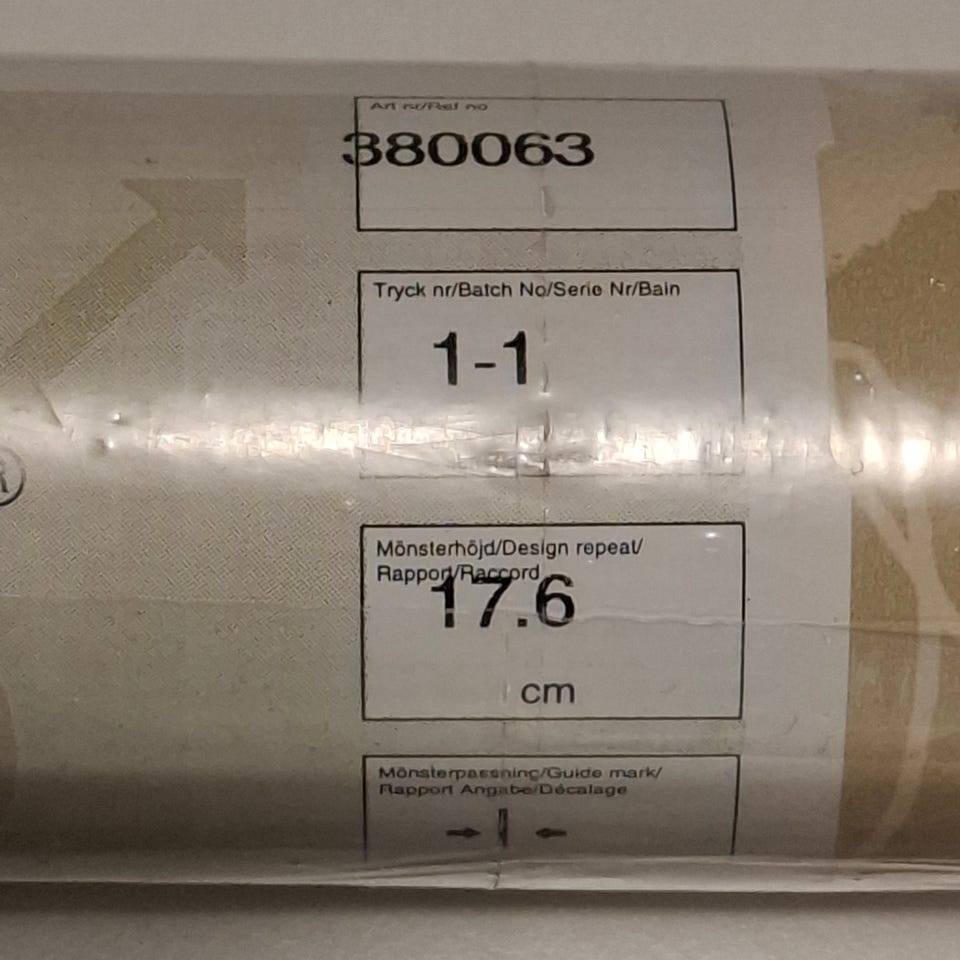 Art nr/Ref no
380063
Tryck nr/Batch No/Serie Nr/Bain
1-1
Mönsterhöjd/Design repeat/
Rapport/Raccord
17.6
cm
Mönsterpassning/Guide mark/
Rapport Angabe/Décalage